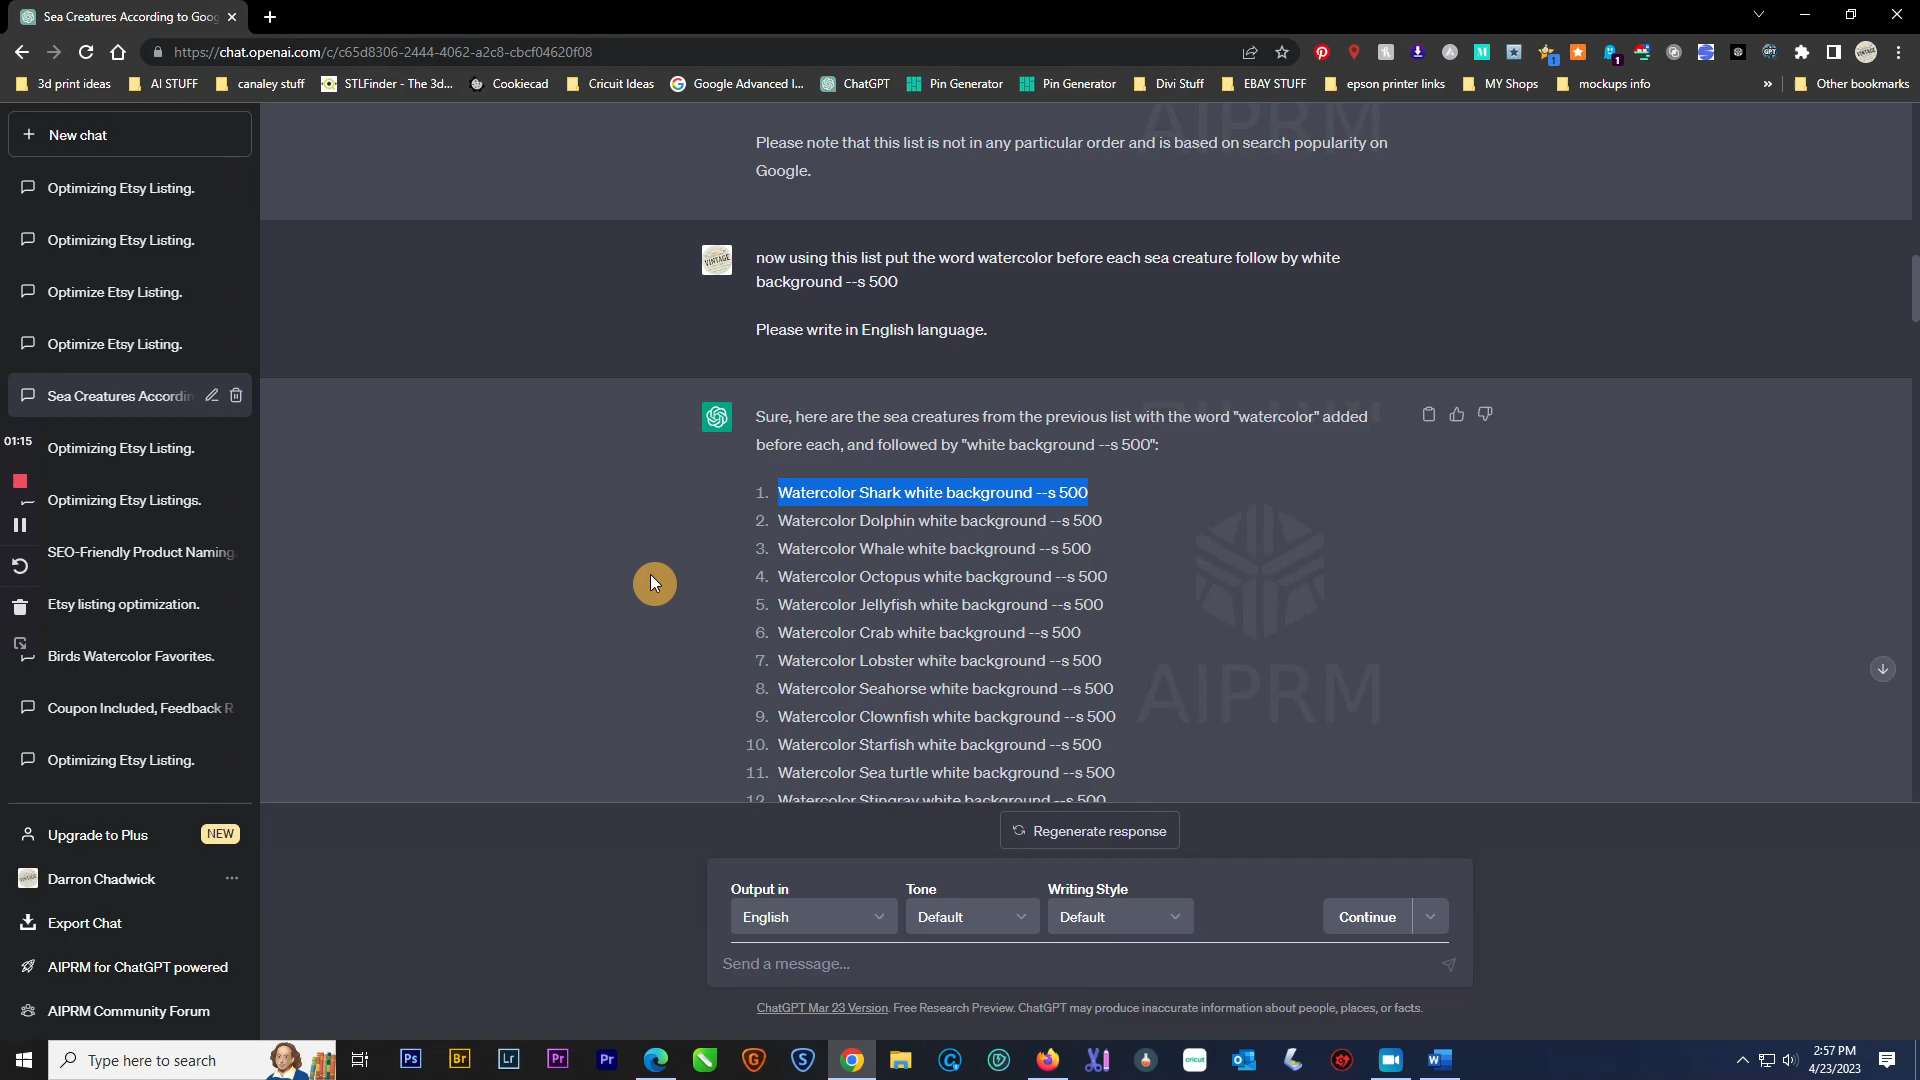 Sea Creatures According to Goog
https://chat.openai.com/c/c65d8306-2444-4062-a2c8-cbcf04620f08
3d print ideas
AI STUFF
canaley stuff
STLFinder - The 3d...
Cookiecad
Cricuit Ideas
Google Advanced I...
ChatGPT
Pin Generator
Pin Generator
Divi Stuff
EBAY STUFF
epson printer links
MY Shops
mockups info
»
Other bookmarks
New chat
Optimizing Etsy Listing.
Optimizing Etsy Listing.
Optimize Etsy Listing.
Optimize Etsy Listing.
Sea Creatures Accordin
01:15
Optimizing Etsy Listing.
Optimizing Etsy Listings.
SEO-Friendly Product Naming.
Etsy listing optimization.
Birds Watercolor Favorites.
Coupon Included, Feedback R
Optimizing Etsy Listing.
Upgrade to Plus
NEW
Darron Chadwick
Export Chat
AIPRM for ChatGPT powered
AIPRM Community Forum
AIPRM
Please note that this list is not in any particular order and is based on search popularity on
Google.
VINTAGE
now using this list put the word watercolor before each sea creature follow by white
background --s 500
Please write in English language.
Sure, here are the sea creatures from the previous list with the word "watercolor" added
before each, and followed by "white background --s 500":
1. Watercolor Shark white background --s 500
2. Watercolor Dolphin white background --s 500
3. Watercolor Whale white background --s 500
4. Watercolor Octopus white background --s 500
5. Watercolor Jellyfish white background --s 500
6. Watercolor Crab white background --s 500
7. Watercolor Lobster white background --s 500
8. Watercolor Seahorse white background --s 500
9. Watercolor Clownfish white background --s 500
10. Watercolor Starfish white background --s 500
11. Watercolor Sea turtle white background --s 500
12. Watercolor Stingray white background --s 500
AIPRM
Regenerate response
Output in
Tone
Writing Style
English
Default
Default
Continue
Send a message...
ChatGPT Mar 23 Version. Free Research Preview. ChatGPT may produce inaccurate information about people, places, or facts.
Type here to search
Ps
Br
Lr
Pr
Pr
cricut
2:57 PM
4/23/2023